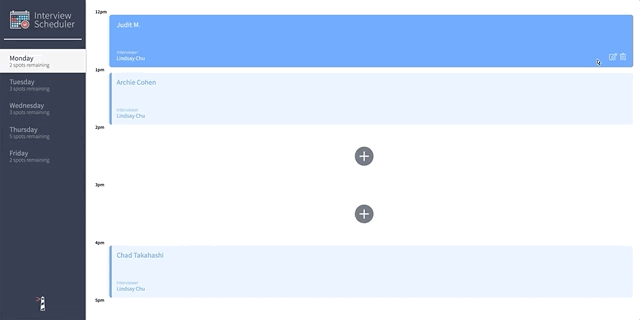 Interview
Scheduler
Monday
2 spots remaining
Tuesday
3 spots remaining
Wednesday
3 spots remaining
Thursday
5 spots remaining
Friday
2 spots remaining
12pm
Judit M.
Interviewer
Lindsay Chu
1pm
Archie Cohen
Interviewer
Lindsay Chu
2pm
3pm
4pm
Chad Takahashi
Interviewer
Lindsay Chu
5pm